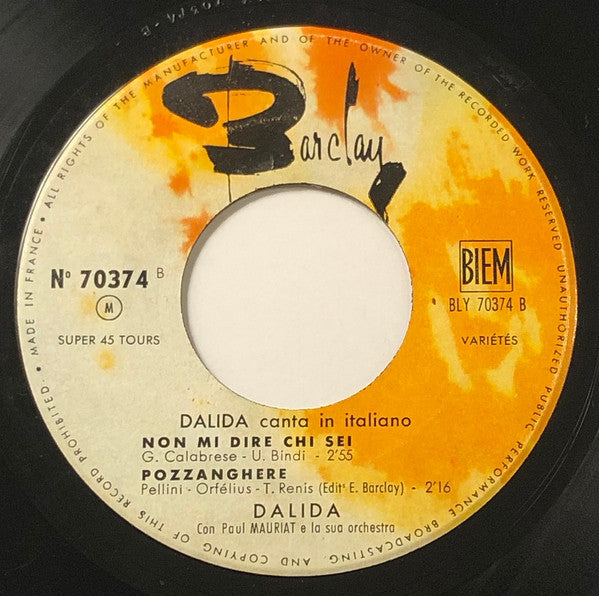 70374-B
Barclay
MADE IN FRANCE • ALL RIGHTS OF THE MANUFACTURER AND OF THE OWNER OF THE RECORDED WORK RESERVED UNAUTHORIZED PUBLIC PERFORMANCE BROADCASTING, AND COPYING OF THIS RECORD PROHIBITED.
N° 70374 B
M
SUPER 45 TOURS
BIEM
BLY 70374 B
VARIÉTÉS
DALIDA canta in italiano
NON MI DIRE CHI SEI
G. Calabrese - U. Bindi - 2'55
POZZANGHERE
Pellini - Orfélius - T. Renis (Edit⁸ E. Barclay) - 2'16
DALIDA
Con Paul MAURIAT e la sua orchestra